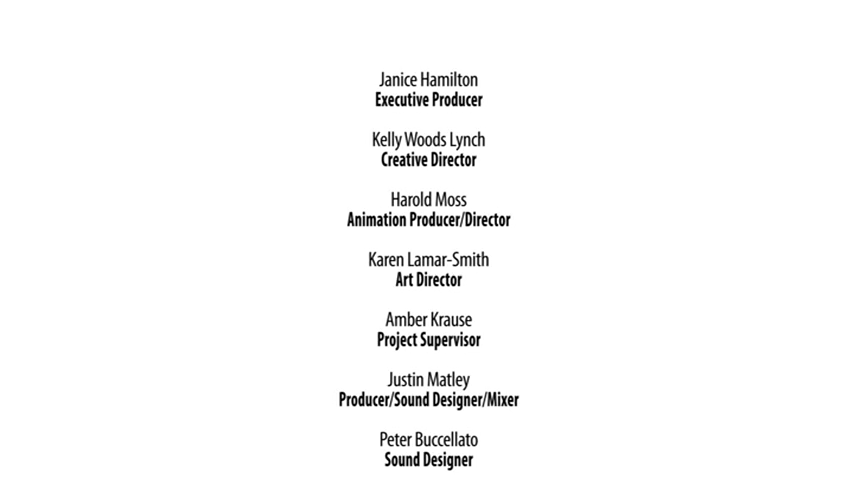 Janice Hamilton
Executive Producer
Kelly Woods Lynch
Creative Director
Harold Moss
Animation Producer/Director
Karen Lamar-Smith
Art Director
Amber Krause
Project Supervisor
Justin Matley
Producer/Sound Designer/Mixer
Peter Buccellato
Sound Designer